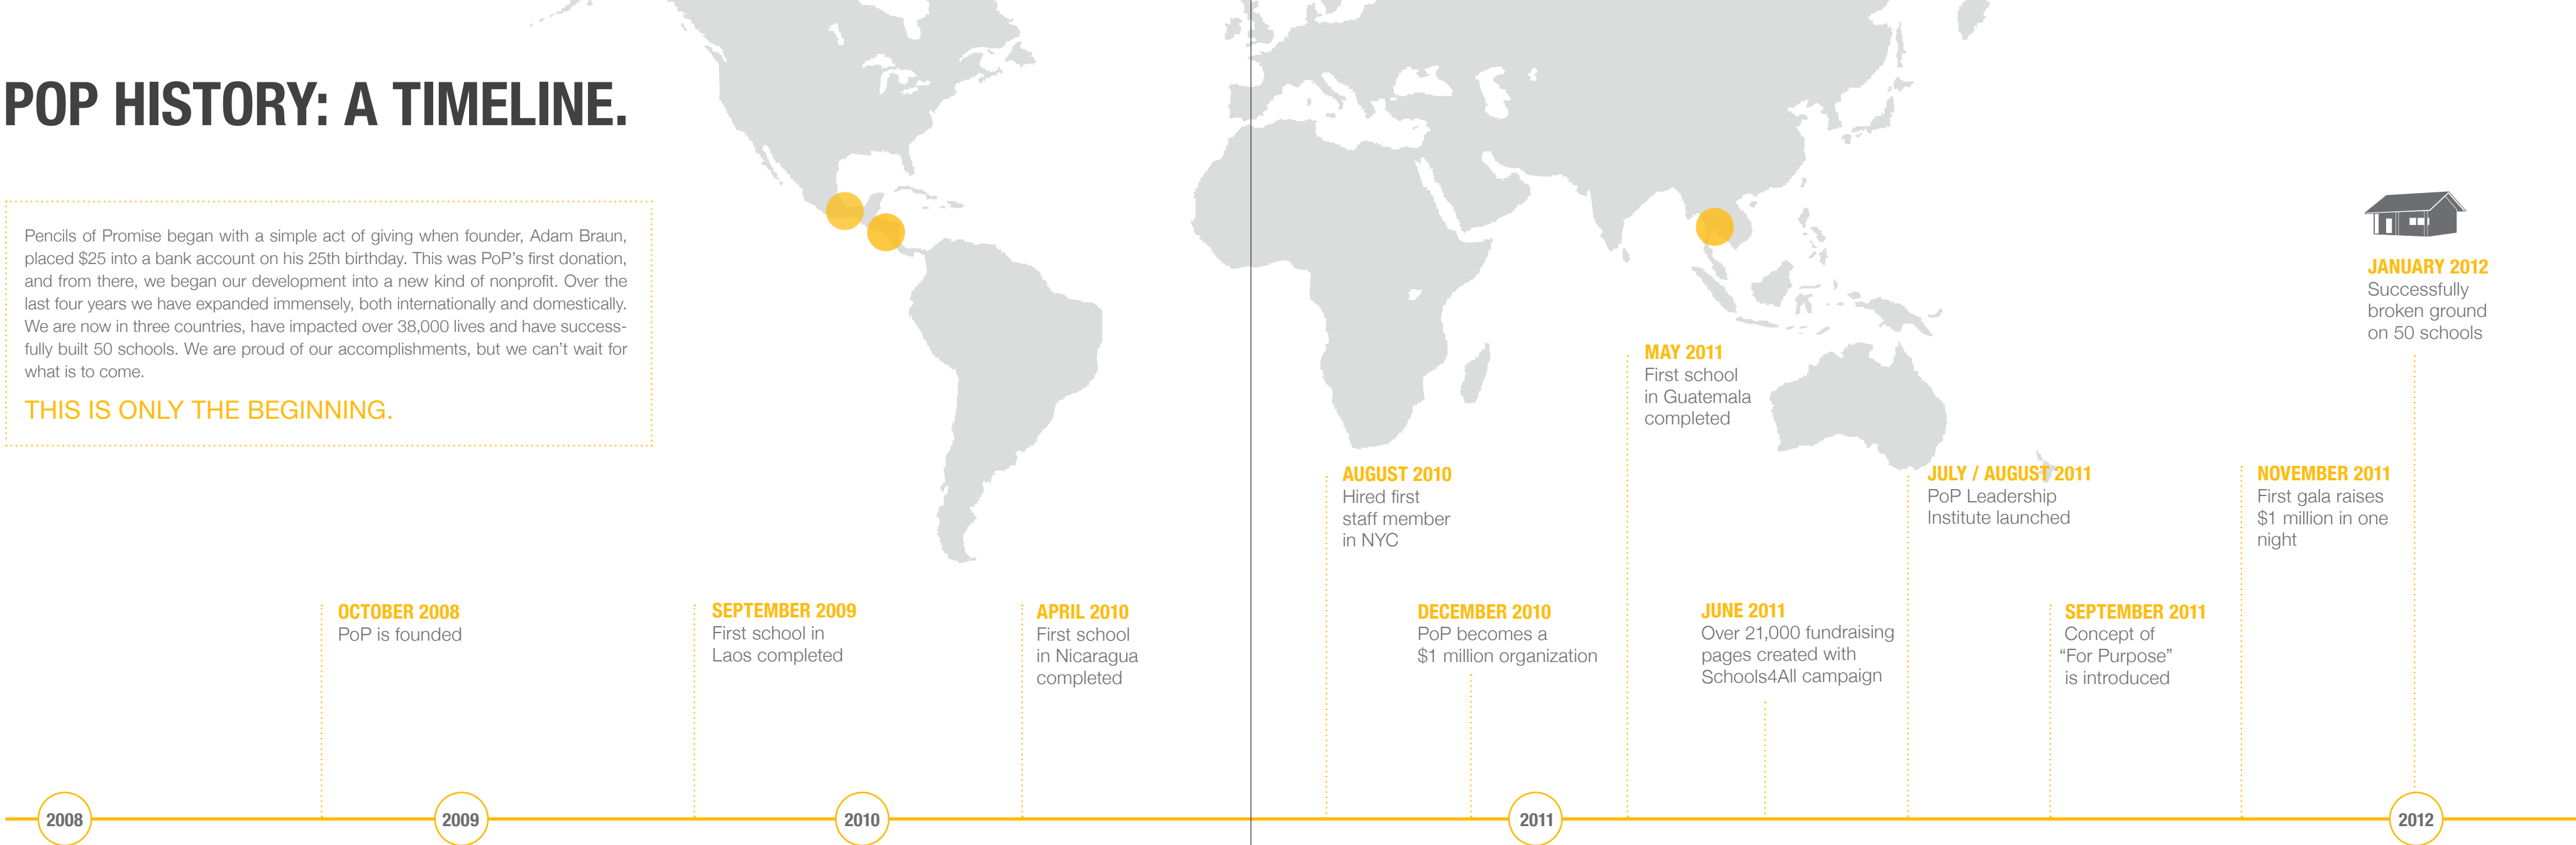 POP HISTORY: A TIMELINE.
Pencils of Promise began with a simple act of giving when founder, Adam Braun,
placed $25 into a bank account on his 25th birthday. This was PoP's first donation,
and from there, we began our development into a new kind of nonprofit. Over the
last four years we have expanded immensely, both internationally and domestically.
We are now in three countries, have impacted over 38,000 lives and have success-
fully built 50 schools. We are proud of our accomplishments, but we can't wait for
what is to come.
THIS IS ONLY THE BEGINNING.
OCTOBER 2008
PoP is founded
SEPTEMBER 2009
First school in
Laos completed
APRIL 2010
First school
in Nicaragua
completed
AUGUST 2010
Hired first
staff member
in NYC
DECEMBER 2010
PoP becomes a
$1 million organization
MAY 2011
First school
in Guatemala
completed
JUNE 2011
Over 21,000 fundraising
pages created with
Schools4All campaign
JULY / AUGUST 2011
PoP Leadership
Institute launched
SEPTEMBER 2011
Concept of
“For Purpose”
is introduced
NOVEMBER 2011
First gala raises
$1 million in one
night
JANUARY 2012
Successfully
broken ground
on 50 schools
2008
2009
2010
2011
2012